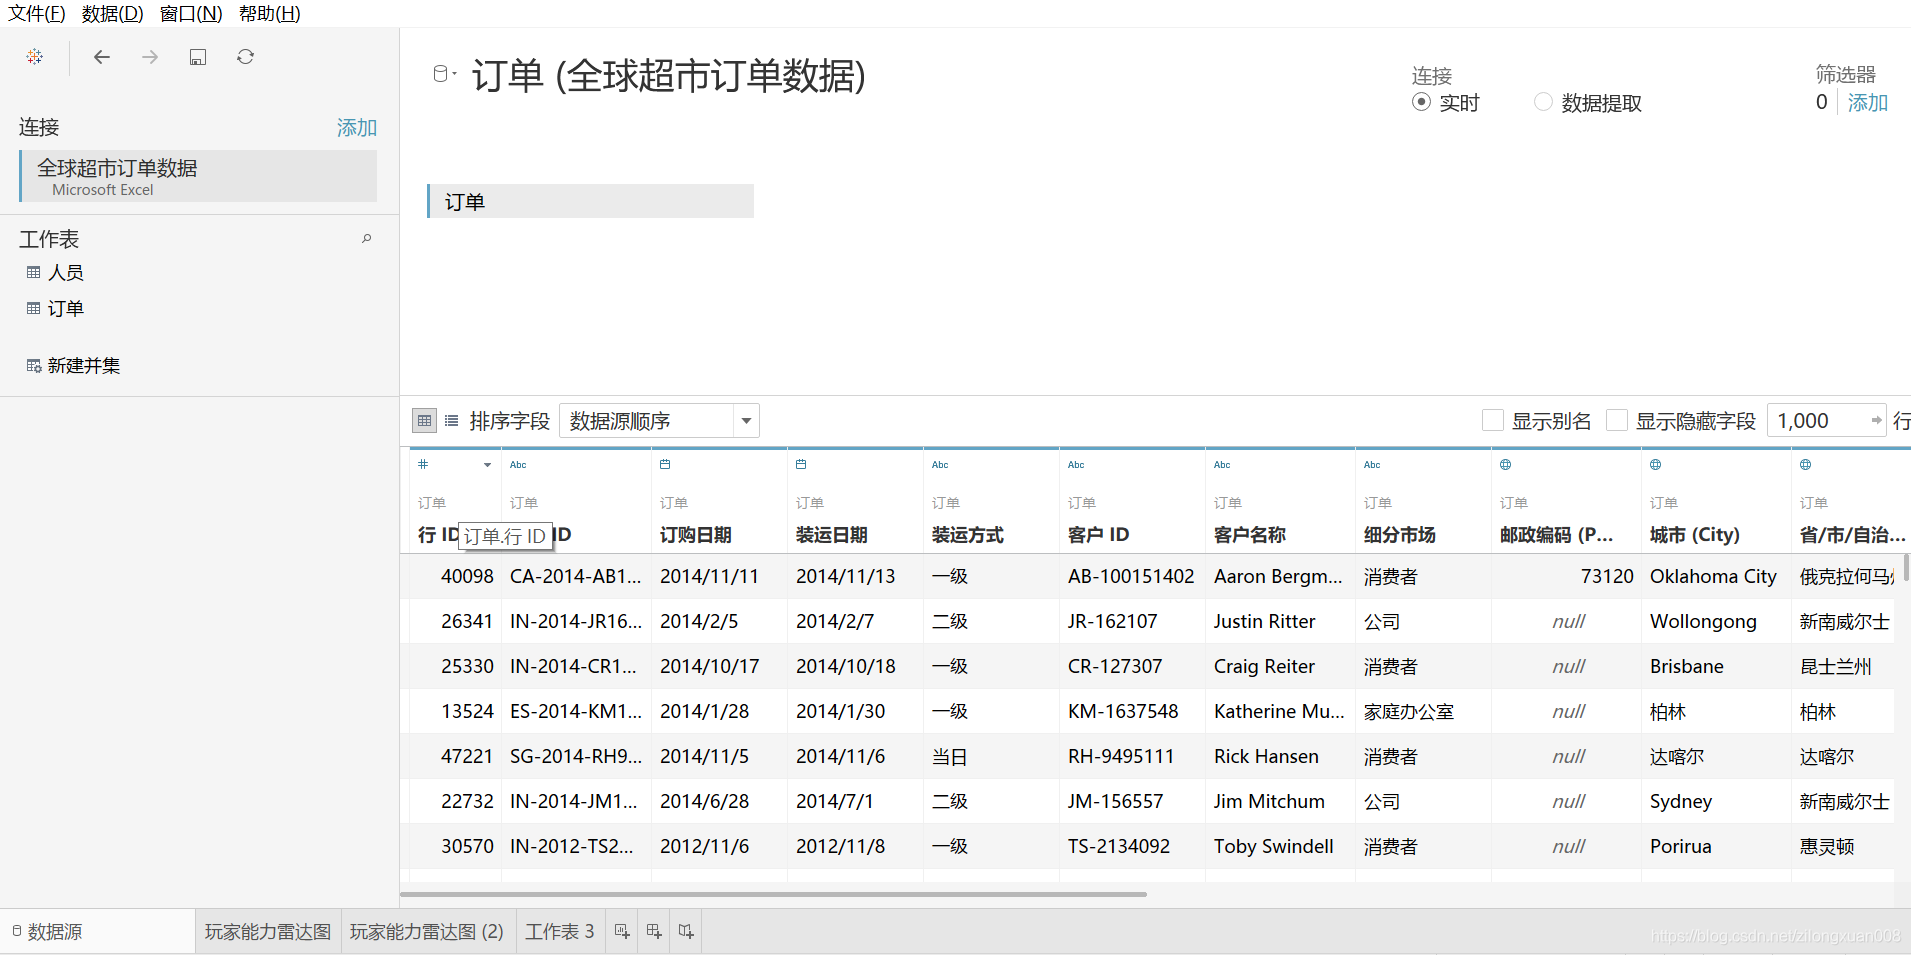 文件(F) 数据(D) 窗口(N) 帮助(H)
连接 添加
全球超市订单数据
Microsoft Excel
工作表
人员
订单
新建并集
订单 (全球超市订单数据)
连接
实时 数据提取
筛选器
0 添加
订单
排序字段 数据源顺序 显示别名 显示隐藏字段 1,000 行
# Abc Abc Abc Abc Abc
订单 订单 订单 订单 订单 订单 订单 订单 订单 订单 订单
行 ID 订单.行 ID ID 订购日期 装运日期 装运方式 客户 ID 客户名称 细分市场 邮政编码 (P... 城市 (City) 省/市/自治...
40098 CA-2014-AB1... 2014/11/11 2014/11/13 一级 AB-100151402 Aaron Bergm... 消费者 73120 Oklahoma City 俄克拉何马
26341 IN-2014-JR16... 2014/2/5 2014/2/7 二级 JR-162107 Justin Ritter 公司 null Wollongong 新南威尔士
25330 IN-2014-CR1... 2014/10/17 2014/10/18 一级 CR-127307 Craig Reiter 消费者 null Brisbane 昆士兰州
13524 ES-2014-KM1... 2014/1/28 2014/1/30 一级 KM-1637548 Katherine Mu... 家庭办公室 null 柏林 柏林
47221 SG-2014-RH9... 2014/11/5 2014/11/6 当日 RH-9495111 Rick Hansen 消费者 null 达喀尔 达喀尔
22732 IN-2014-JM1... 2014/6/28 2014/7/1 二级 JM-156557 Jim Mitchum 公司 null Sydney 新南威尔士
30570 IN-2012-TS2... 2012/11/6 2012/11/8 一级 TS-2134092 Toby Swindell 消费者 null Porirua 惠灵顿
数据源 玩家能力雷达图 玩家能力雷达图 (2) 工作表 3
https://blog.csdn.net/zilongxuan008